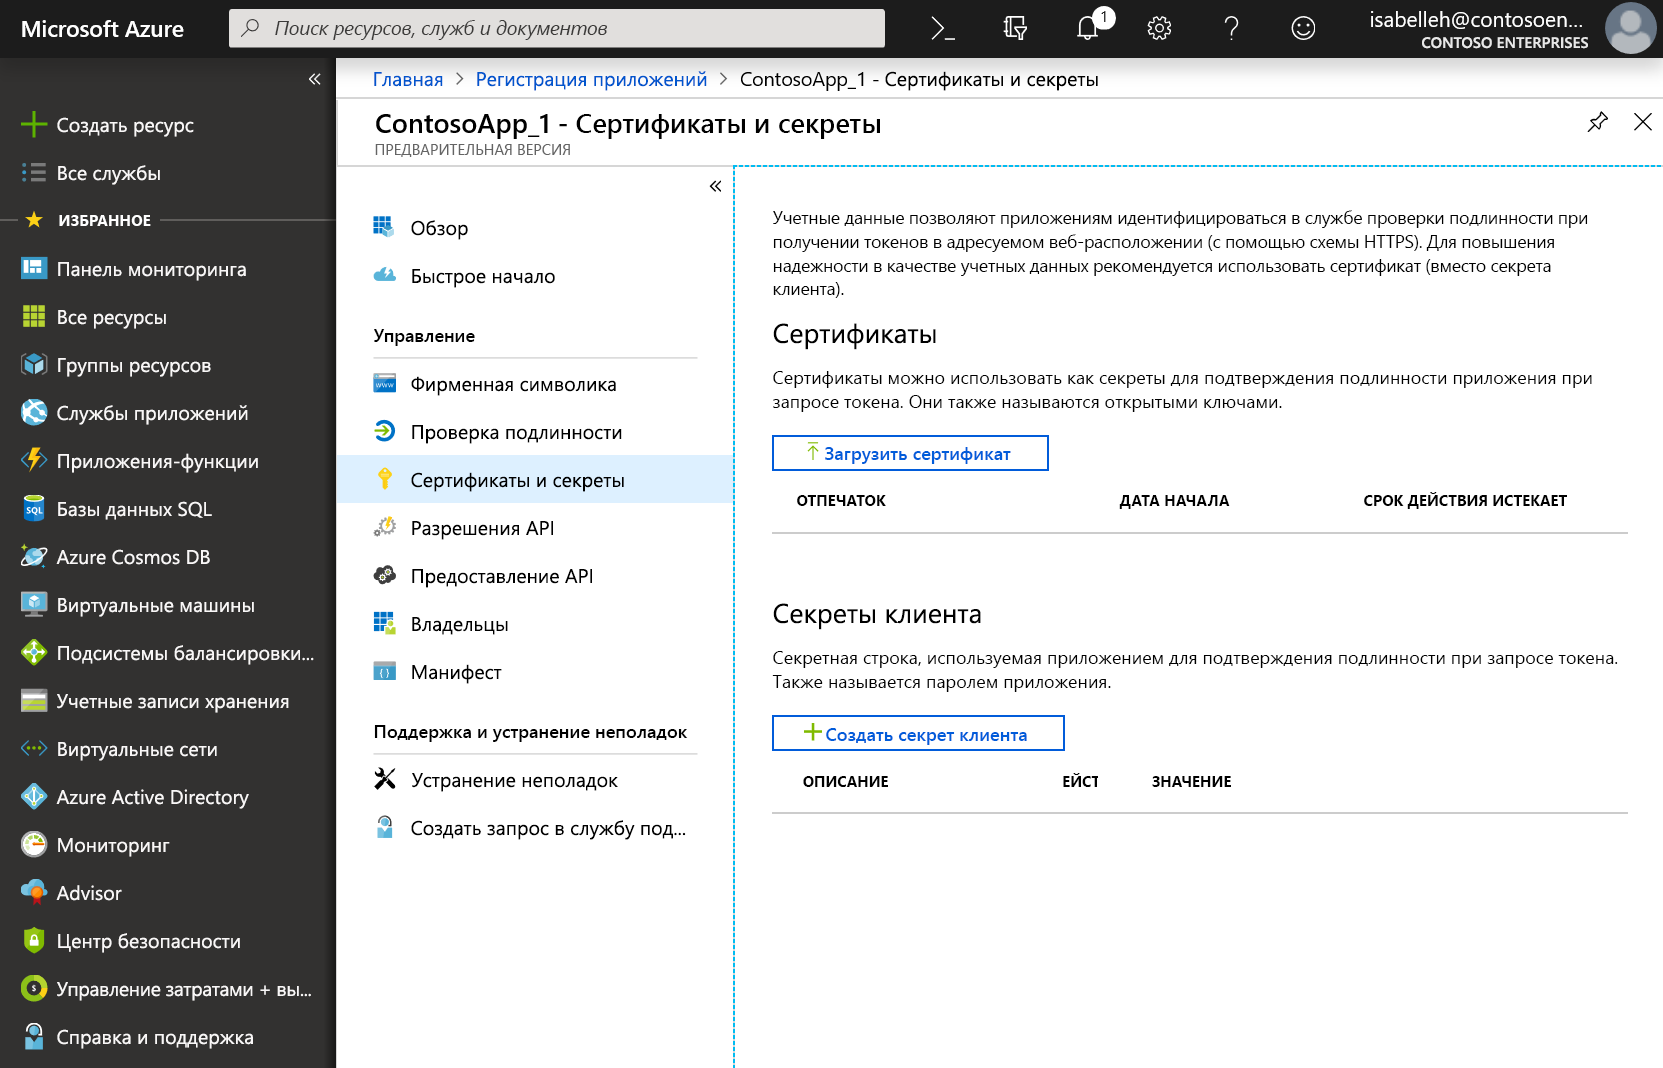 Microsoft Azure
Поиск ресурсов, служб и документов
1
isabelleh@contosoen...
CONTOSO ENTERPRISES
Создать ресурс
Все службы
ИЗБРАННОЕ
Панель мониторинга
Все ресурсы
Группы ресурсов
Службы приложений
Приложения-функции
Базы данных SQL
Azure Cosmos DB
Виртуальные машины
Подсистемы балансировки...
Учетные записи хранения
Виртуальные сети
Azure Active Directory
Мониторинг
Advisor
Центр безопасности
Управление затратами + вы...
Справка и поддержка
Главная > Регистрация приложений > ContosoApp_1 - Сертификаты и секреты
ContosoApp_1 - Сертификаты и секреты
ПРЕДВАРИТЕЛЬНАЯ ВЕРСИЯ
Обзор
Быстрое начало
Управление
Фирменная символика
Проверка подлинности
Сертификаты и секреты
Разрешения API
Предоставление API
Владельцы
Манифест
Поддержка и устранение неполадок
Устранение неполадок
Создать запрос в службу под...
Учетные данные позволяют приложениям идентифицироваться в службе проверки подлинности при
получении токенов в адресуемом веб-расположении (с помощью схемы HTTPS). Для повышения
надежности в качестве учетных данных рекомендуется использовать сертификат (вместо секрета
клиента).
Сертификаты
Сертификаты можно использовать как секреты для подтверждения подлинности приложения при
запросе токена. Они также называются открытыми ключами.
Загрузить сертификат
ОТПЕЧАТОК ДАТА НАЧАЛА СРОК ДЕЙСТВИЯ ИСТЕКАЕТ
Секреты клиента
Секретная строка, используемая приложением для подтверждения подлинности при запросе токена.
Также называется паролем приложения.
Создать секрет клиента
ОПИСАНИЕ ЕЙСТ ЗНАЧЕНИЕ